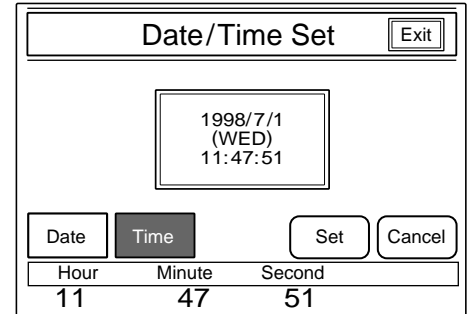 Date/Time Set Exit
1998/7/1
(WED)
11:47:51
Date Time Set Cancel
Hour Minute Second
11 47 51